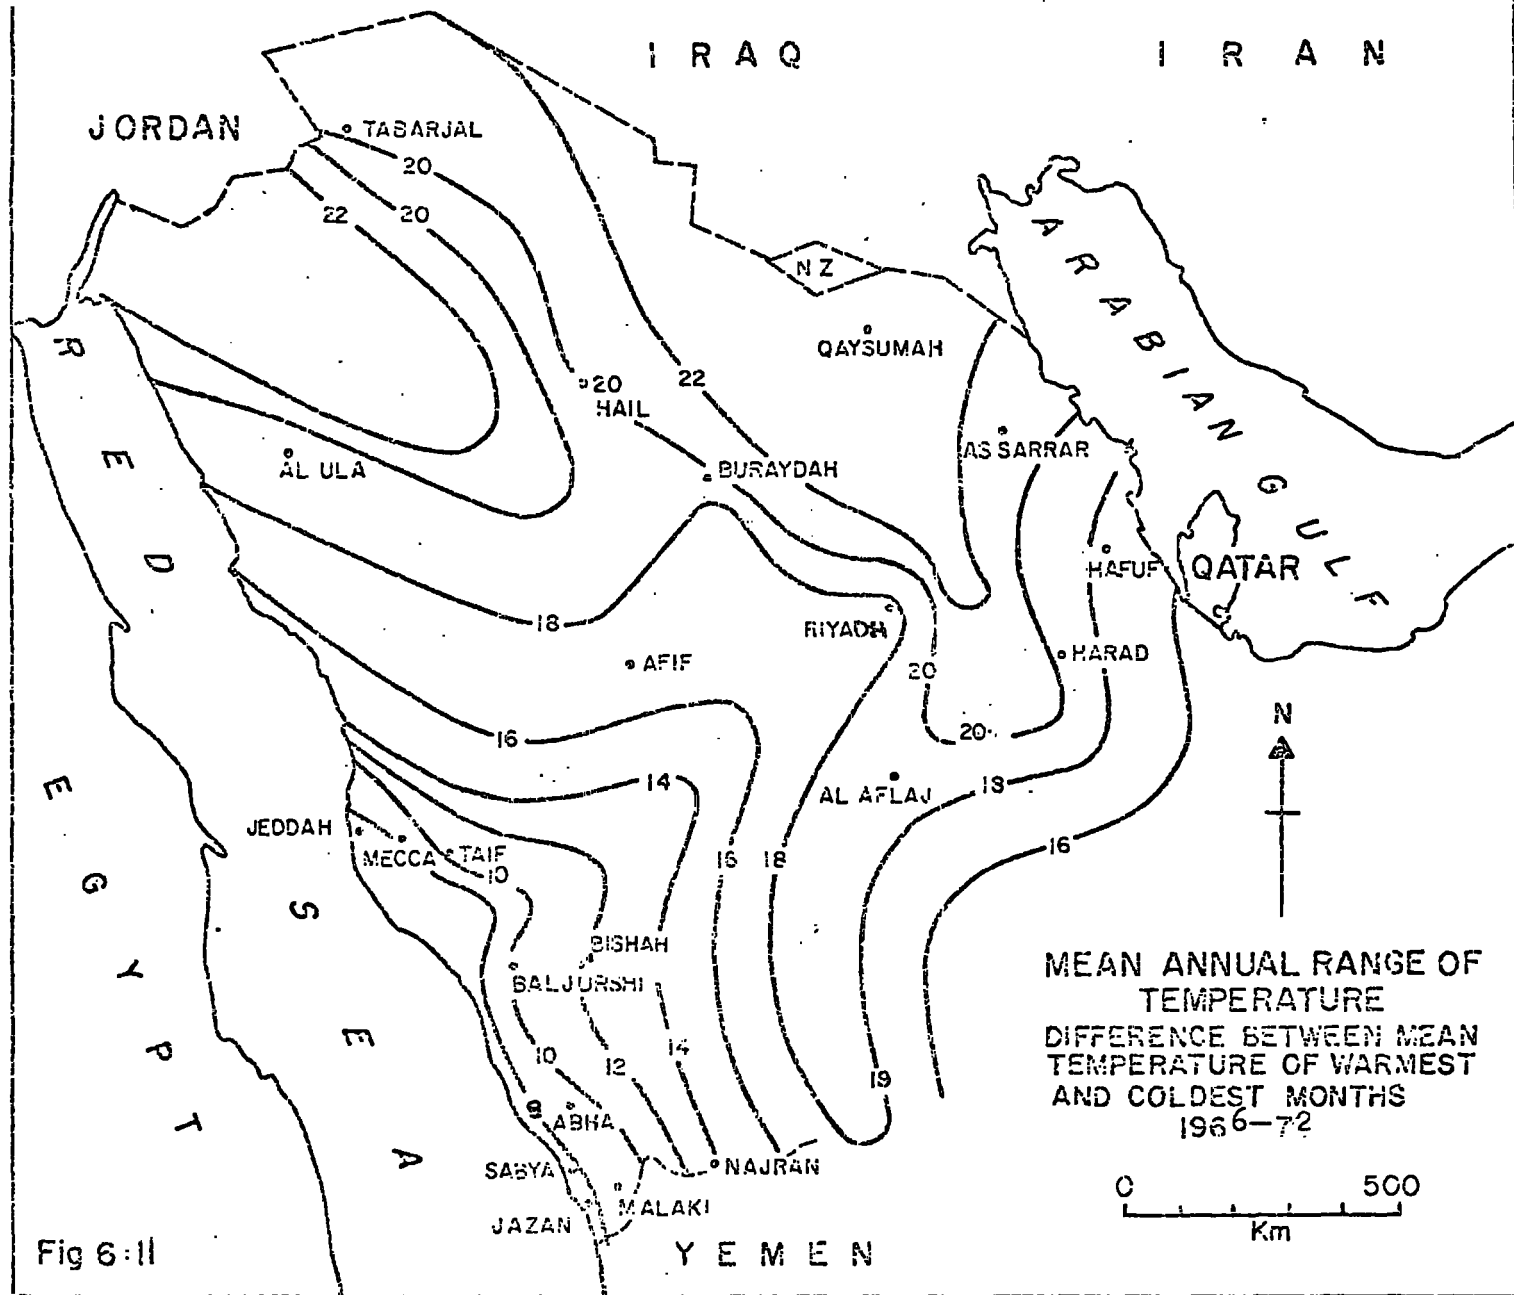 IRAQ
IRAN
JORDAN
TABARJAL
20
22
20
NZ
ARABIAN GULF
QAYSUMAH
RED SEA
22
20
HAIL
AS SARRAR
AL ULA
BURAYDAH
HAFUF
QATAR
18
RIYADH
AFIF
HARAD
20
N
16
20
14
AL AFLAJ
18
JEDDAH
MECCA
TAIF
10
16
18
16
EGYPT
BISHAH
BALJURSHI
MEAN ANNUAL RANGE OF
TEMPERATURE
DIFFERENCE BETWEEN MEAN
TEMPERATURE OF WARMEST
AND COLDEST MONTHS
1966-72
10
12
14
19
8
ABHA
SABYA
NAJRAN
MALAKI
JAZAN
0 500
Km
YEMEN
Fig 6:11